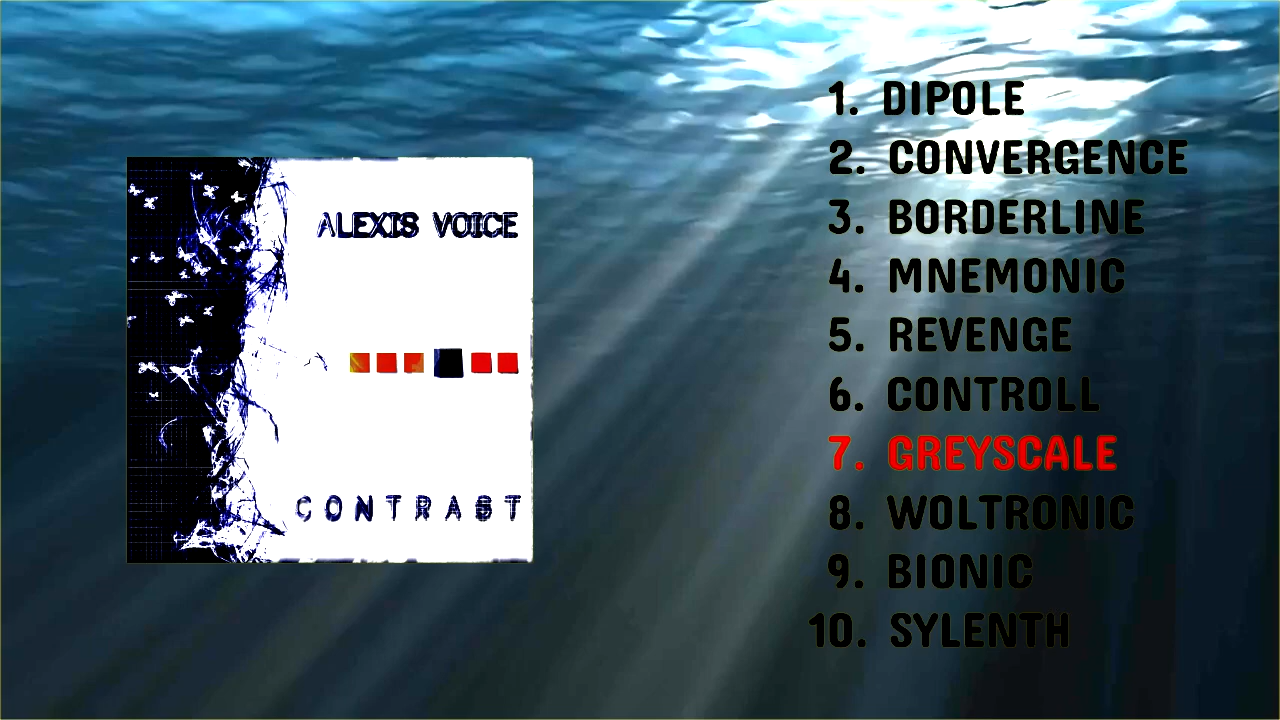 ALEXIS VOICE
CONTRAST
1. DIPOLE
2. CONVERGENCE
3. BORDERLINE
4. MNEMONIC
5. REVENGE
6. CONTROLL
7. GREYSCALE
8. WOLTRONIC
9. BIONIC
10. SYLENTH